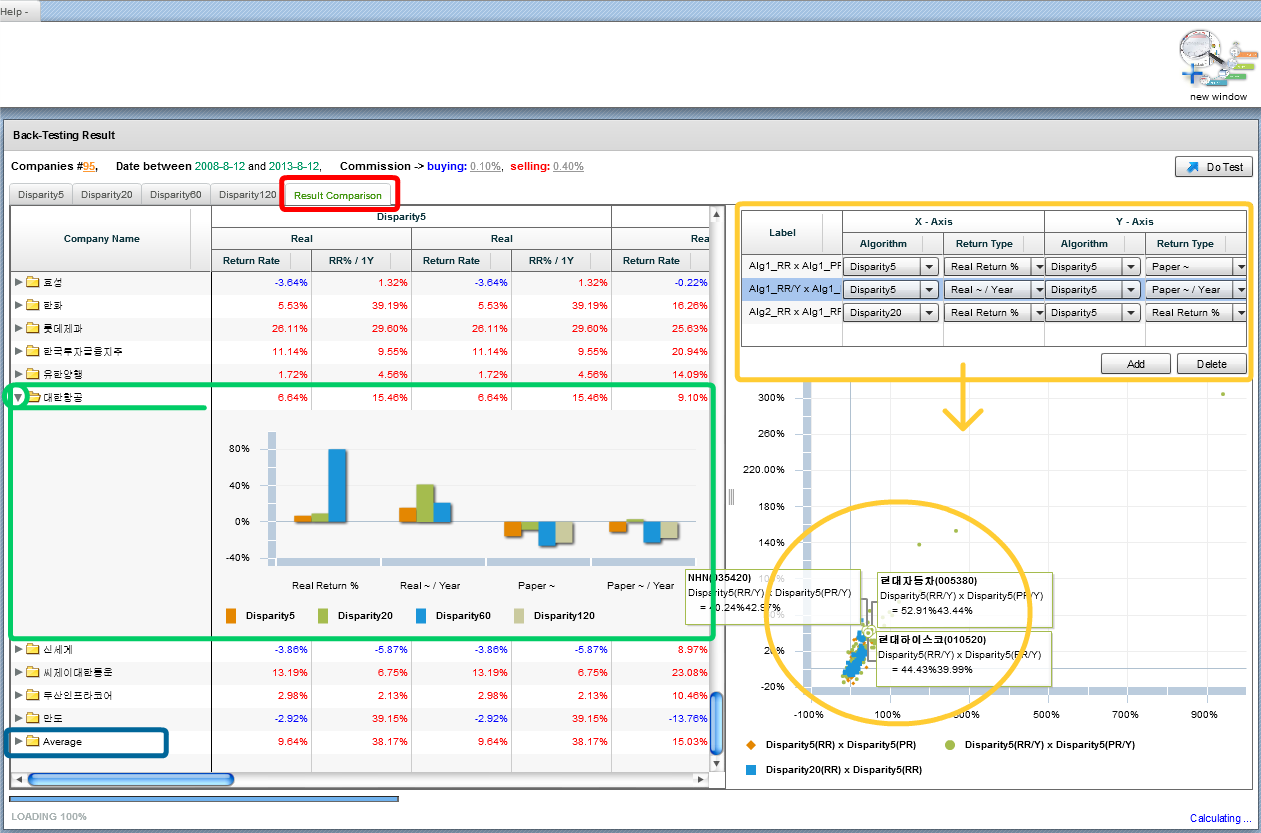 Help -
new window
Back-Testing Result
Companies #95, Date between 2008-8-12 and 2013-8-12, Commission -> buying: 0.10%, selling: 0.40%
Do Test
Disparity5 Disparity20 Disparity60 Disparity120 Result Comparison
Company Name
Disparity5
Real Real Rea
Return Rate RR% / 1Y Return Rate RR% / 1Y Return Rate
효성 -3.64% 1.32% -3.64% 1.32% -0.22%
한화 5.53% 39.19% 5.53% 39.19% 16.26%
롯데제과 26.11% 29.60% 26.11% 29.60% 25.63%
한국투자금융지주 11.14% 9.55% 11.14% 9.55% 20.94%
유한양행 1.72% 4.56% 1.72% 4.56% 14.09%
대한항공 6.64% 15.46% 6.64% 15.46% 9.10%
80%
40%
0%
-40%
Real Return % Real ~ / Year Paper ~ Paper ~ / Year
Disparity5 Disparity20 Disparity60 Disparity120
신세계 -3.86% -5.87% -3.86% -5.87% 8.97%
씨제이대한통운 13.19% 6.75% 13.19% 6.75% 23.08%
두산인프라코어 2.98% 2.13% 2.98% 2.13% 10.46%
만도 -2.92% 39.15% -2.92% 39.15% -13.76%
Average 9.64% 38.17% 9.64% 38.17% 15.03%
Label
X - Axis Y - Axis
Algorithm Return Type Algorithm Return Type
Alg1_RR x Alg1_PF Disparity5 Real Return % Disparity5 Paper ~
Alg1_RR/Y x Alg1_ Disparity5 Real ~ / Year Disparity5 Paper ~ / Year
Alg2_RR x Alg1_RF Disparity20 Real Return % Disparity5 Real Return %
Add Delete
300%
260%
220.00%
180%
140%
100%
20%
-20%
NHN(035420)
Disparity5(RR/Y) x Disparity5(PR/Y)
= 40.24%42.97%
현대자동차(005380)
Disparity5(RR/Y) x Disparity5(PR/Y)
= 52.91%43.44%
현대하이스코(010520)
Disparity5(RR/Y) x Disparity5(PR/Y)
= 44.43%39.99%
-100% 100% 300% 500% 700% 900%
Disparity5(RR) x Disparity5(PR) Disparity5(RR/Y) x Disparity5(PR/Y)
Disparity20(RR) x Disparity5(RR)
LOADING 100%
Calculating ...